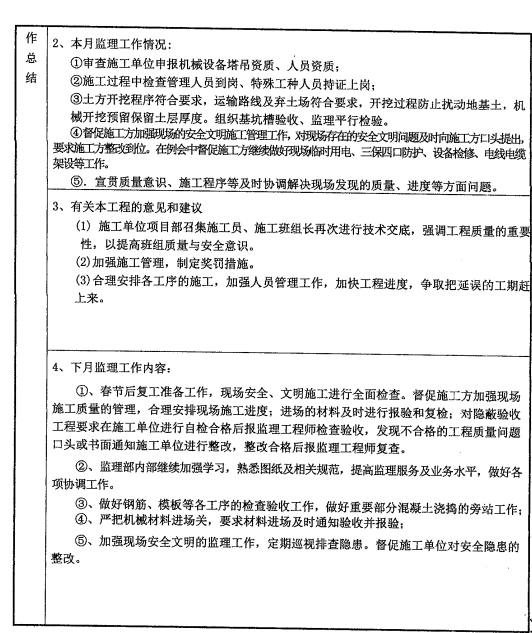 作
总
结
2、本月监理工作情况:
①审查施工单位申报机械设备塔吊资质、人员资质;
②施工过程中检查管理人员到岗、特殊工种人员持证上岗;
③土方开挖程序符合要求，运输路线及弃土场符合要求，开挖过程防止扰动地基土，机
械开挖预留保留土层厚度。组织基坑槽验收、监理平行检验。
④督促施工方加强现场的安全文明施工管理工作，对现场存在的安全文明问题及时向施工方口头提出，
要求施工方整改到位。在例会中督促施工方继续做好现场临时用电、三保四口防护、设备检修、电线电缆
架设等工作。
⑤．宣贯质量意识、施工程序等及时协调解决现场发现的质量、进度等方面问题。
3、有关本工程的意见和建议
(1) 施工单位项目部召集施工员、施工班组长再次进行技术交底，强调工程质量的重要
性，以提高班组质量与安全意识。
(2)加强施工管理，制定奖罚措施。
(3)合理安排各工序的施工，加强人员管理工作，加快工程进度，争取把延误的工期赶
上来。
4、下月监理工作内容:
①、春节后复工准备工作，现场安全、文明施工进行全面检查。督促施工方加强现场
施工质量的管理，合理安排现场施工进度；进场的材料及时进行报验和复检；对隐蔽验收
工程要求在施工单位进行自检合格后报监理工程师检查验收，发现不合格的工程质量问题
口头或书面通知施工单位进行整改，整改合格后报监理工程师复查。
②、监理部内部继续加强学习，熟悉图纸及相关规范，提高监理服务及业务水平，做好各
项协调工作。
③、做好钢筋、模板等各工序的检查验收工作，做好重要部分混凝土浇捣的旁站工作;
④、严把机械材料进场关，要求材料进场及时通知验收并报验;
⑤、加强现场安全文明的监理工作，定期巡视排查隐患。督促施工单位对安全隐患的
整改。